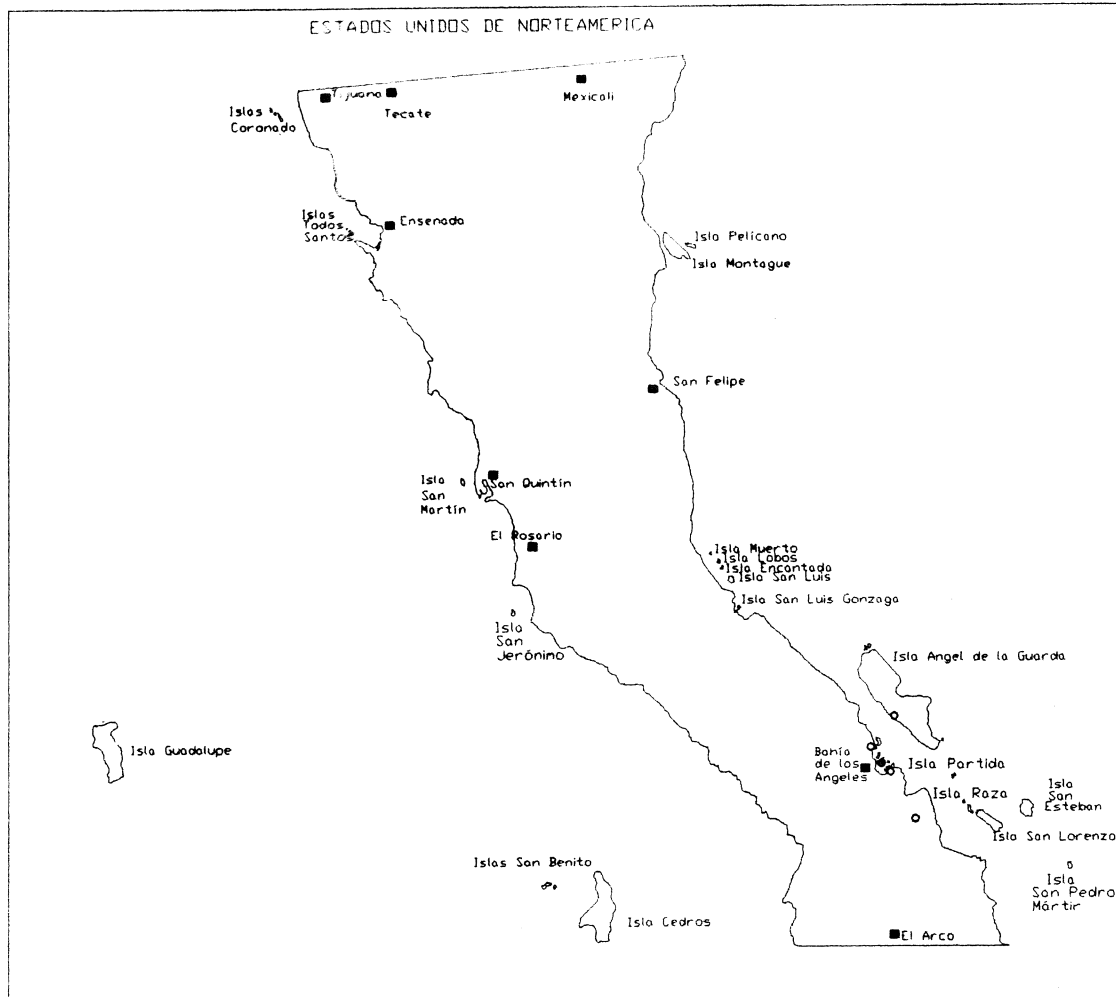 ESTADOS UNIDOS DE NORTEAMERICA
Tijuana
Tecate
Mexicali
Islas
Coronado
Islas
Todos
Santos
Ensenada
Isla Pelícano
Isla Montague
San Felipe
Isla
San
Martín
San Quintín
El Rosario
Isla Muerto
Isla Lobos
Isla Encantada
Isla San Luis
Isla San Luis Gonzaga
Isla
San
Jerónimo
Isla Angel de la Guarda
Isla Guadalupe
Bahía
de los
Angeles
Isla Partida
Isla Raza
Isla
San
Esteban
Isla San Lorenzo
Islas San Benito
Isla
San Pedro
Mártir
Isla Cedros
El Arco